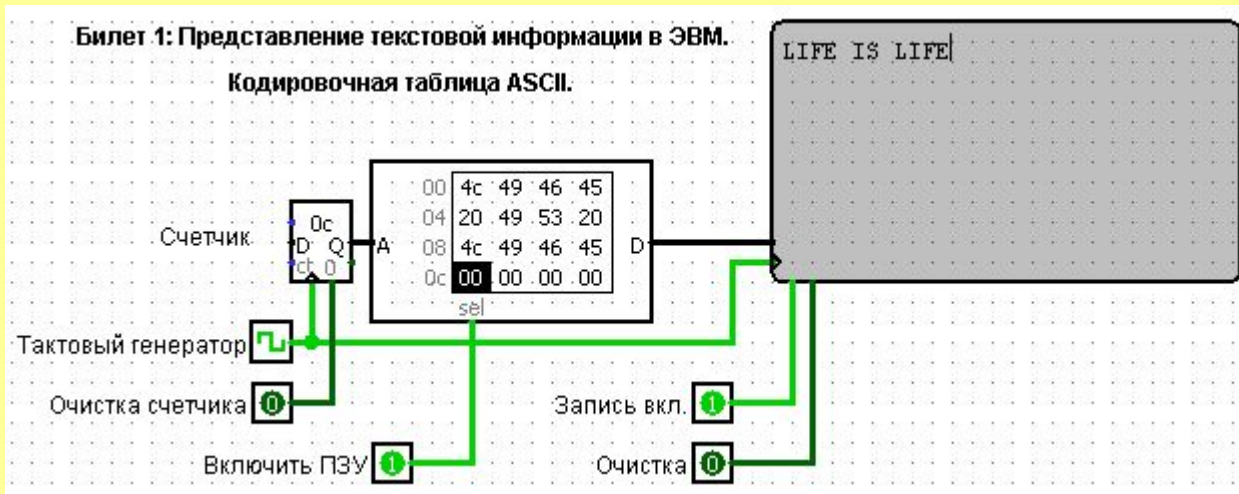 Билет 1: Представление текстовой информации в ЭВМ.
Кодировочная таблица ASCII.
LIFE IS LIFE
Счетчик
0c
D Q
ct 0
A
00 4c 49 46 45
04 20 49 53 20
08 4c 49 46 45
0c 00 00 00 00
D
sel
Тактовый генератор
Очистка счетчика 0
Запись вкл. 1
Включить ПЗУ 1
Очистка 0